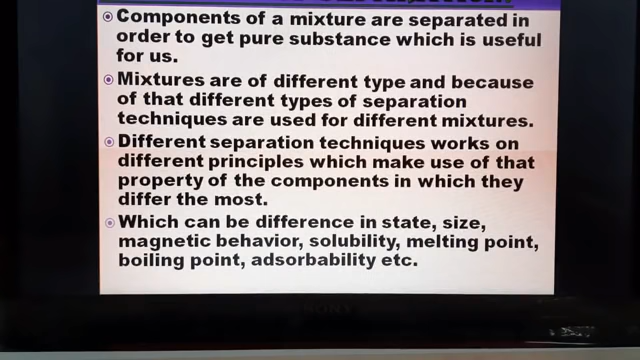 Components of a mixture are separated in
order to get pure substance which is useful
for us.
Mixtures are of different type and because
of that different types of separation
techniques are used for different mixtures.
Different separation techniques works on
different principles which make use of that
property of the components in which they
differ the most.
Which can be difference in state, size,
magnetic behavior, solubility, melting point,
boiling point, adsorbability etc.
SONY